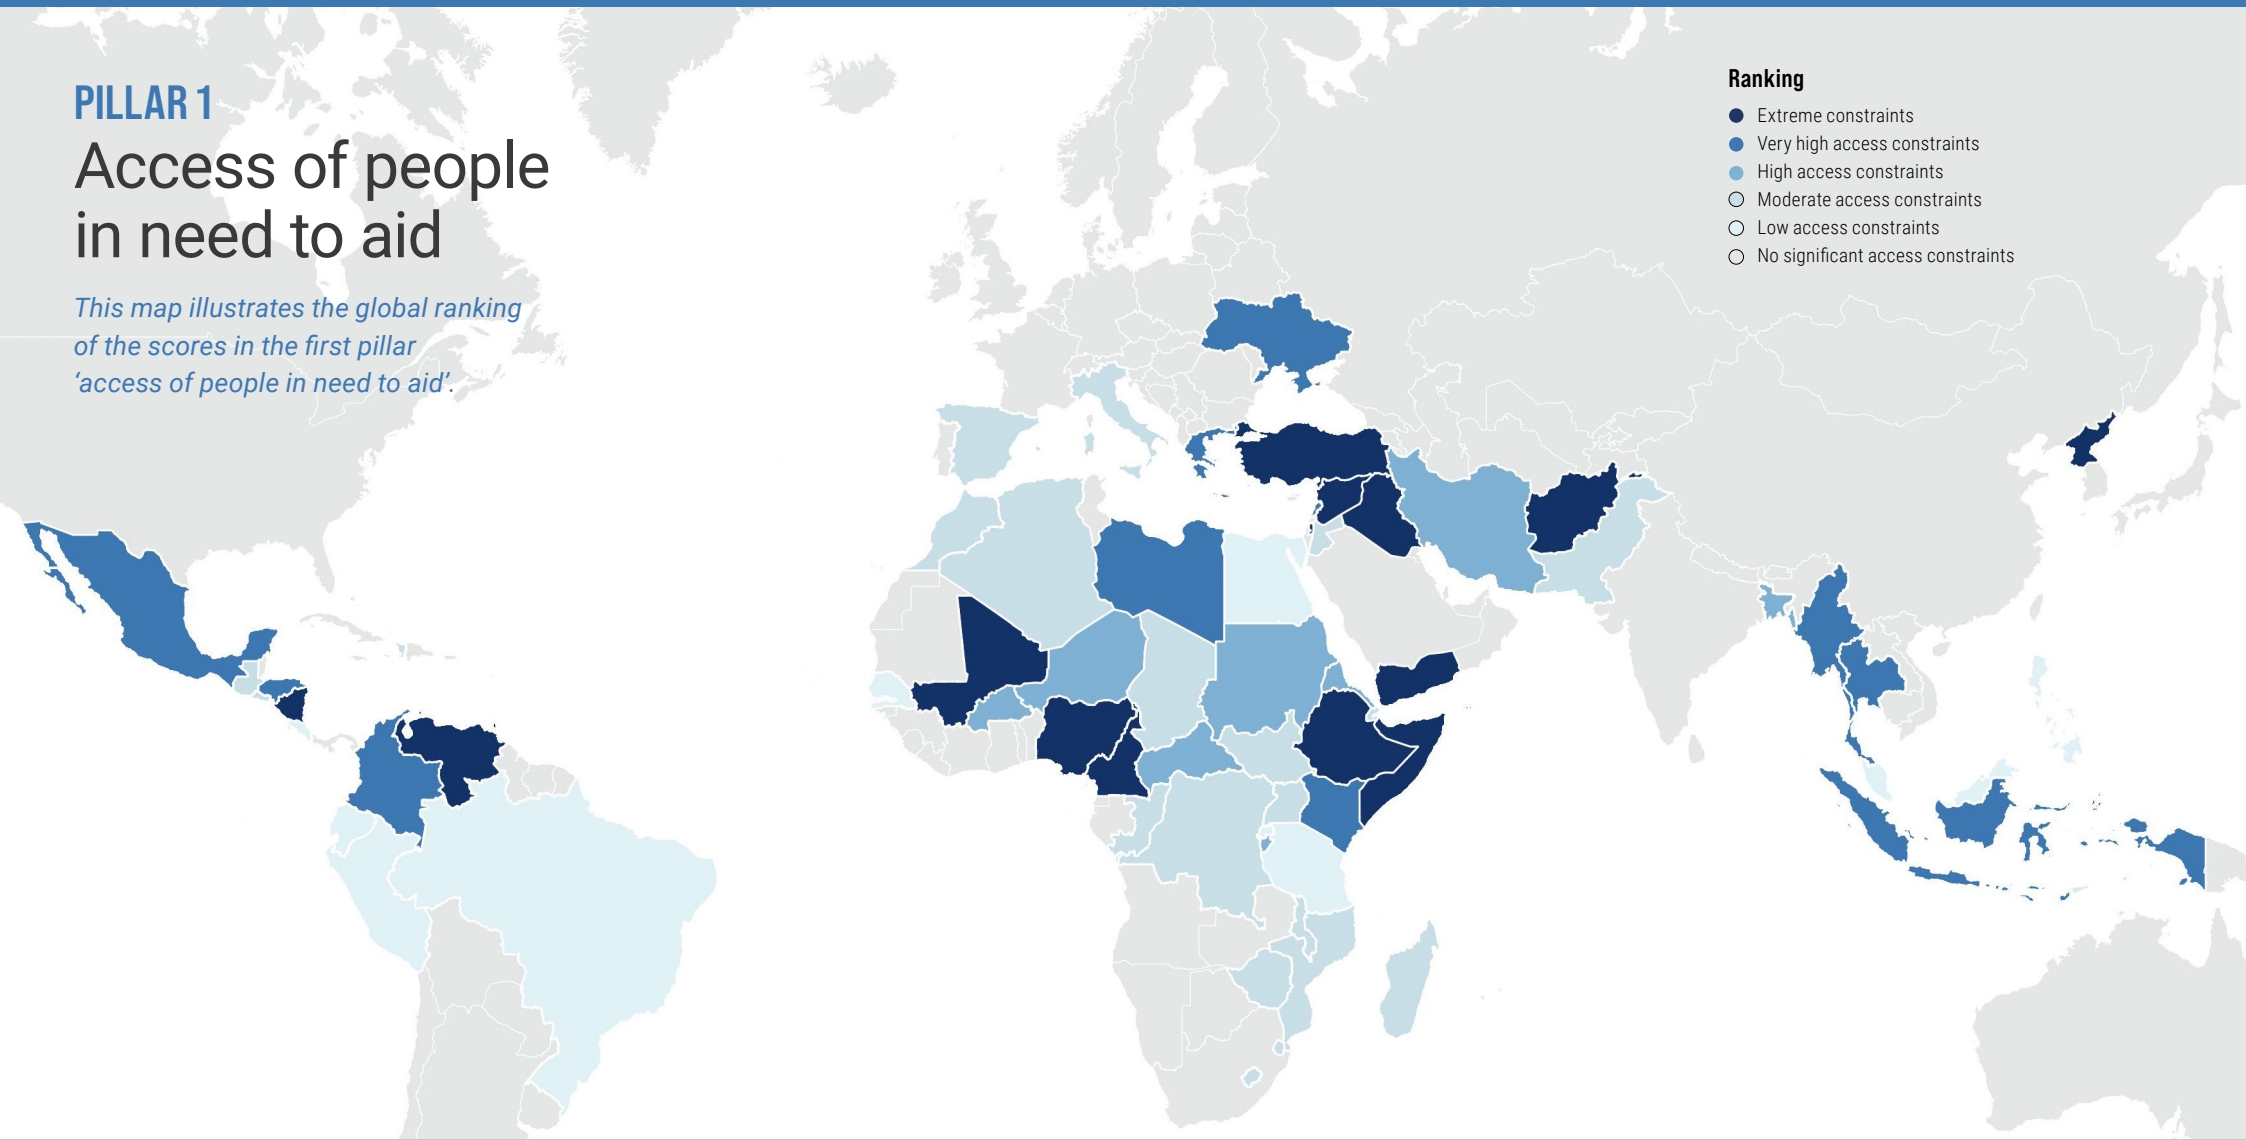 PILLAR 1
Access of people
in need to aid
This map illustrates the global ranking
of the scores in the first pillar
‘access of people in need to aid’.
Ranking
Extreme constraints
Very high access constraints
High access constraints
Moderate access constraints
Low access constraints
No significant access constraints